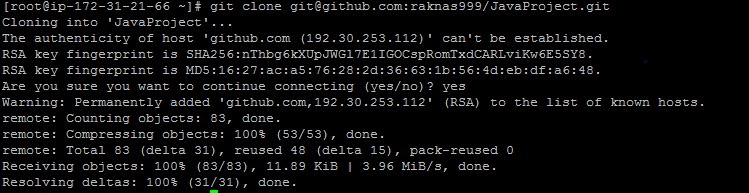 [root@ip-172-31-21-66 ~]# git clone git@github.com:raknas999/JavaProject.git
Cloning into 'JavaProject'...
The authenticity of host 'github.com (192.30.253.112)' can't be established.
RSA key fingerprint is SHA256:nThbg6kXUpJWGl7E1IGOCspRomTxdCARLviKw6E5SY8.
RSA key fingerprint is MD5:16:27:ac:a5:76:28:2d:36:63:1b:56:4d:eb:df:a6:48.
Are you sure you want to continue connecting (yes/no)? yes
Warning: Permanently added 'github.com,192.30.253.112' (RSA) to the list of known hosts.
remote: Counting objects: 83, done.
remote: Compressing objects: 100% (53/53), done.
remote: Total 83 (delta 31), reused 48 (delta 15), pack-reused 0
Receiving objects: 100% (83/83), 11.89 KiB | 3.96 MiB/s, done.
Resolving deltas: 100% (31/31), done.